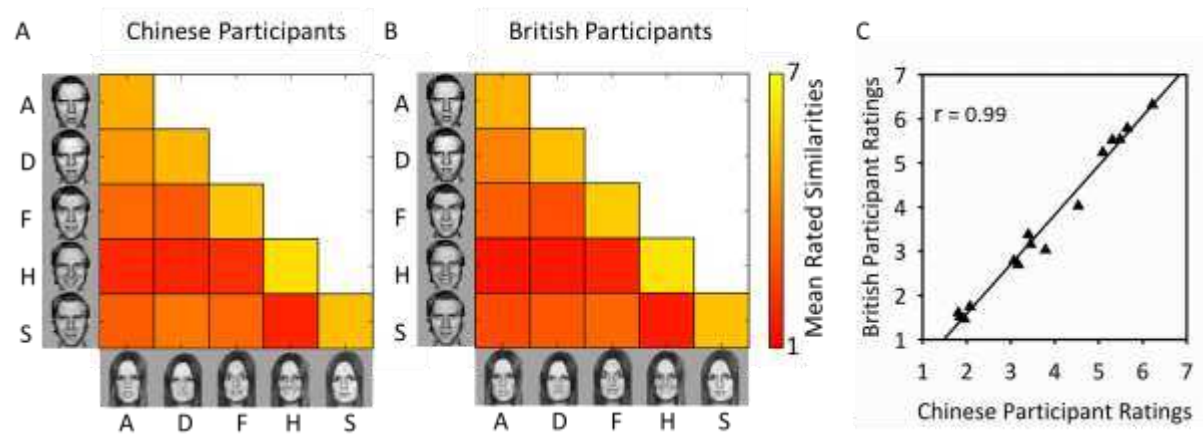 A
Chinese Participants
A
D
F
H
S
A D F H S
B
British Participants
A
D
F
H
S
A D F H S
7
1
Mean Rated Similarities
C
r = 0.99
7
6
5
4
3
2
1
British Participant Ratings
1 2 3 4 5 6 7
Chinese Participant Ratings